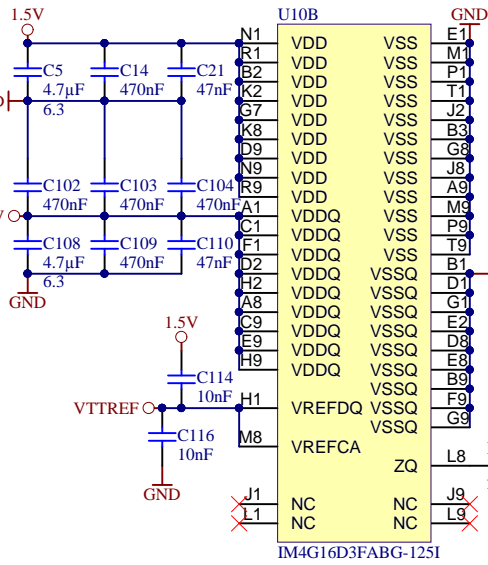 1.5V
U10B
GND
N1 VDD VSS E1
R1 VDD VSS M1
B2 VDD VSS P1
K2 VDD VSS T1
G7 VDD VSS J2
K8 VDD VSS B3
D9 VDD VSS G8
N9 VDD VSS J8
R9 VDD VSS A9
A1 VDDQ VSS M9
C1 VDDQ VSS P9
F1 VDDQ VSS T9
D2 VDDQ VSSQ B1
H2 VDDQ VSSQ D1
A8 VDDQ VSSQ G1
C9 VDDQ VSSQ E2
E9 VDDQ VSSQ D8
H9 VDDQ VSSQ E8
VSSQ B9
H1 VREFDQ VSSQ F9
VSSQ G9
M8 VREFCA
ZQ L8
J1 NC NC J9
L1 NC NC L9
IM4G16D3FABG-125I
C5
4.7µF
6.3
C14
470nF
C21
47nF
C102
470nF
C103
470nF
C104
470nF
C108
4.7µF
6.3
C109
470nF
C110
47nF
GND
1.5V
C114
10nF
VTTREF
C116
10nF
GND